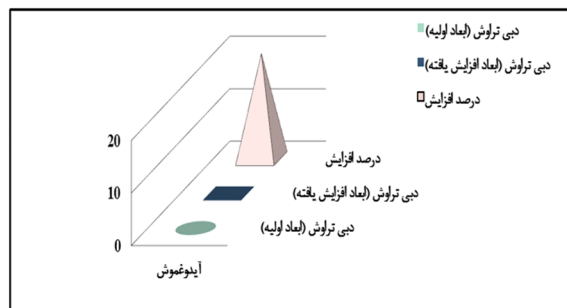 دبی تراوش (ابعاد اولیه)
دبی تراوش (ابعاد افزایش یافته)
درصد افزایش
20
10
0
درصد افزایش
دبی تراوش (ابعاد افزایش یافته)
دبی تراوش (ابعاد اولیه)
آیدوغموش